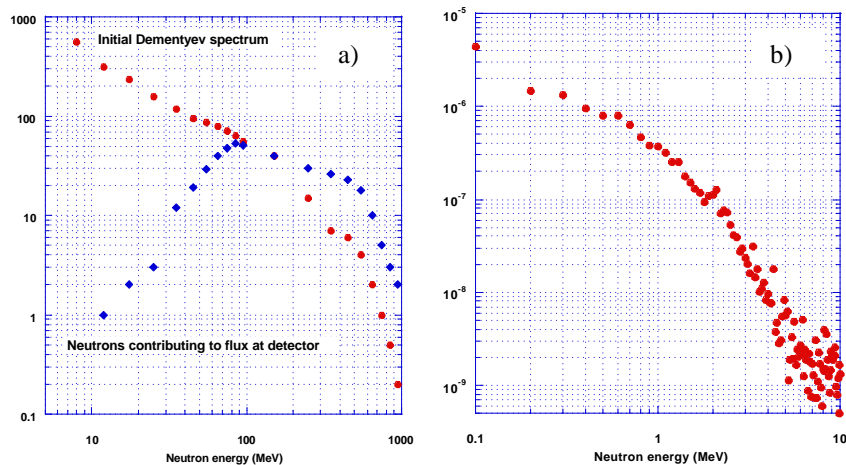 1000
Initial Dementyev spectrum
a)
100
10
1
Neutrons contributing to flux at detector
0.1
10
100
1000
Neutron energy (MeV)
b)
10^-5
10^-6
10^-7
10^-8
10^-9
0.1
1
10
Neutron energy (MeV)